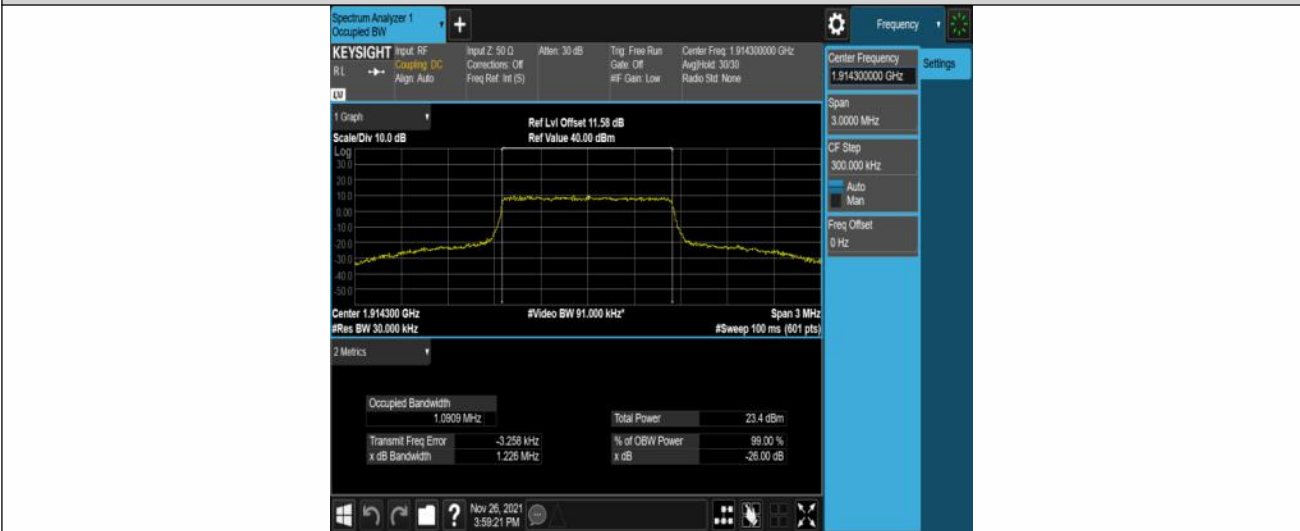 Spectrum Analyzer 1
Occupied BW
+
Frequency
KEYSIGHT
Input: RF
Coupling: DC
Align: Auto
Input Z: 50 Ω
Corrections: Off
Freq Ref: Int (S)
Atten: 30 dB
Trig: Free Run
Gate: Off
#IF Gain: Low
Center Freq: 1.914300000 GHz
Avg|Hold: 30/30
Radio Std: None
RL
LV
Center Frequency
1.914300000 GHz
Settings
Span
3.0000 MHz
CF Step
300.000 kHz
Auto
Man
Freq Offset
0 Hz
1 Graph
Scale/Div 10.0 dB
Ref Lvl Offset 11.58 dB
Ref Value 40.00 dBm
Log
30.0
20.0
10.0
0.00
-10.0
-20.0
-30.0
-40.0
-50.0
Center 1.914300 GHz
#Video BW 91.000 kHz*
Span 3 MHz
#Res BW 30.000 kHz
#Sweep 100 ms (601 pts)
2 Metrics
Occupied Bandwidth
1.0909 MHz
Total Power 23.4 dBm
Transmit Freq Error -3.258 kHz
% of OBW Power 99.00 %
x dB Bandwidth 1.226 MHz
x dB -26.00 dB
?
Nov 26, 2021
3:59:21 PM